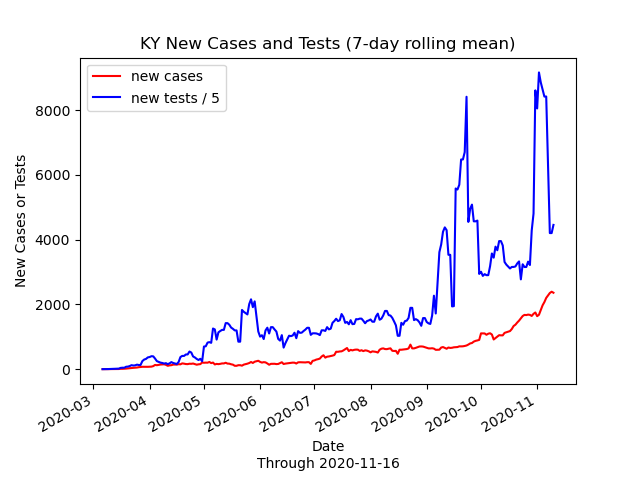 KY New Cases and Tests (7-day rolling mean)
new cases
new tests / 5
New Cases or Tests
8000
6000
4000
2000
0
2020-03
2020-04
2020-05
2020-06
2020-07
2020-08
2020-09
2020-10
2020-11
Date
Through 2020-11-16